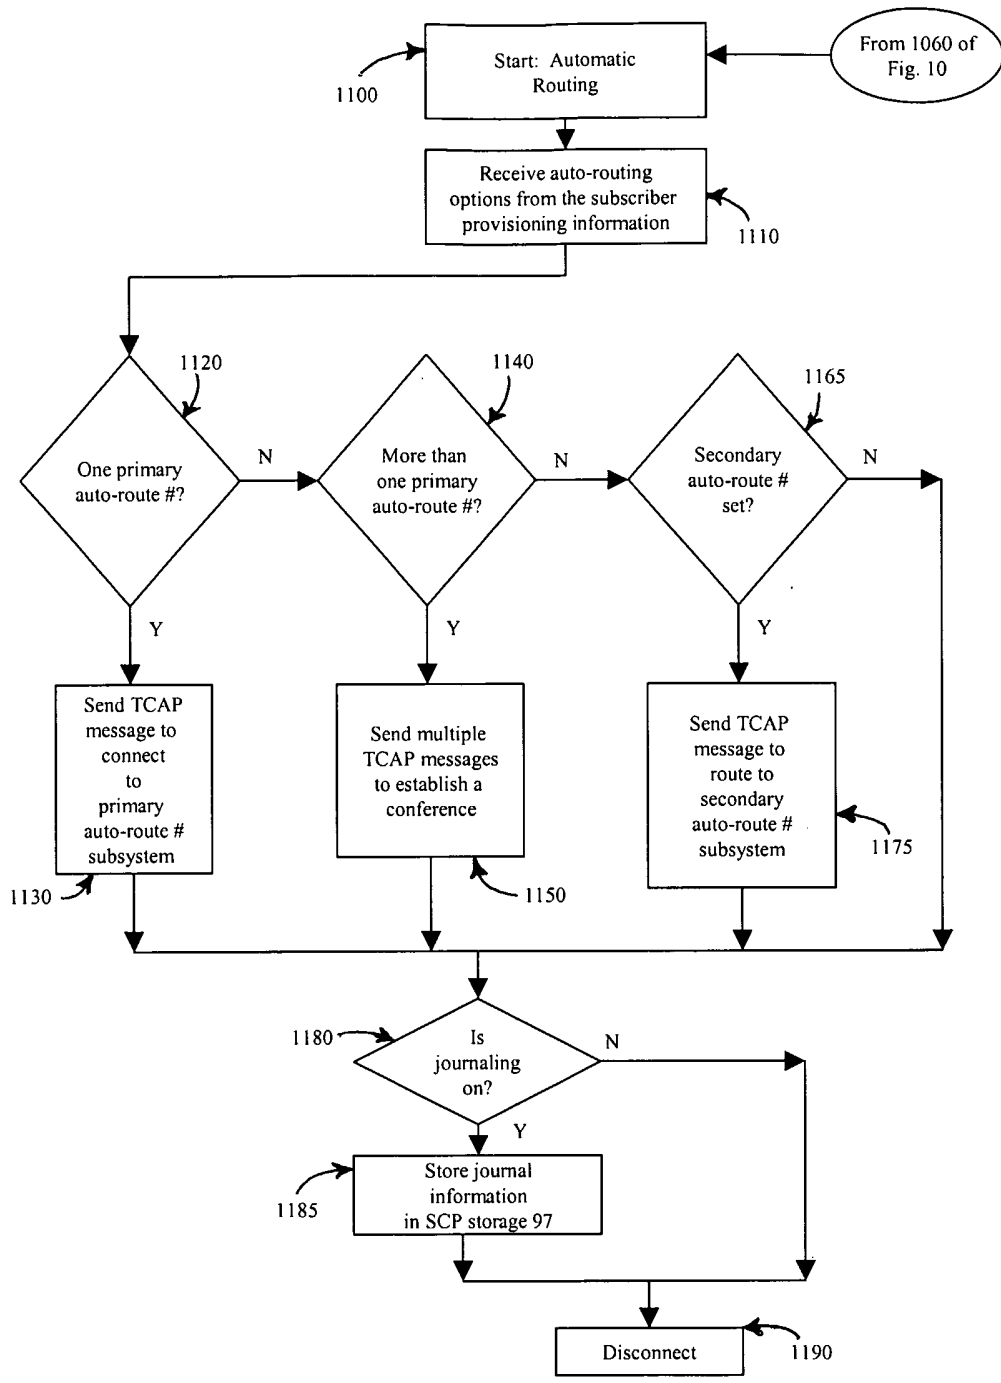 From 1060 of
Fig. 10
Start: Automatic
Routing
1100
Receive auto-routing
options from the subscriber
provisioning information
1110
1120
1140
1165
One primary
auto-route #?
N
More than
one primary
auto-route #?
N
Secondary
auto-route #
set?
N
Y
Y
Y
Send TCAP
message to
connect
to
primary
auto-route #
subsystem
1130
Send multiple
TCAP messages
to establish a
conference
1150
Send TCAP
message to
route to
secondary
auto-route #
subsystem
1175
1180
Is
journaling
on?
N
Y
Store journal
information
in SCP storage 97
1185
Disconnect
1190